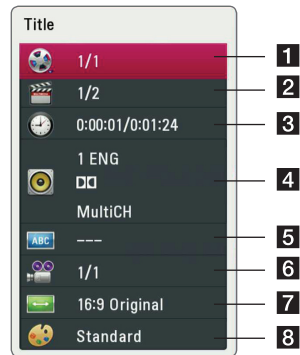 Title
1/1
1
1/2
2
0:00:01/0:01:24
3
1 ENG
DD
MultiCH
4
ABC
---
5
1/1
6
16:9 Original
7
Standard
8